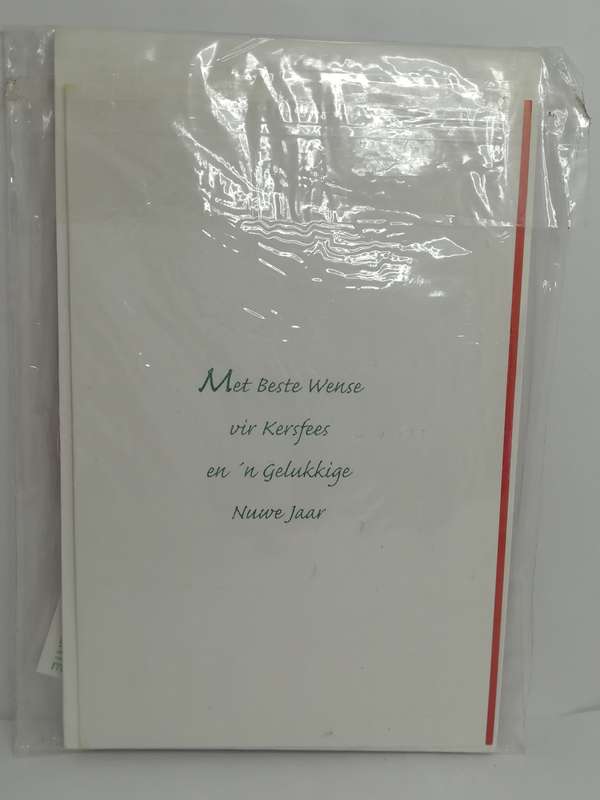 Met Beste Wense
vir Kersfees
en ´n Gelukkige
Nuwe Jaar